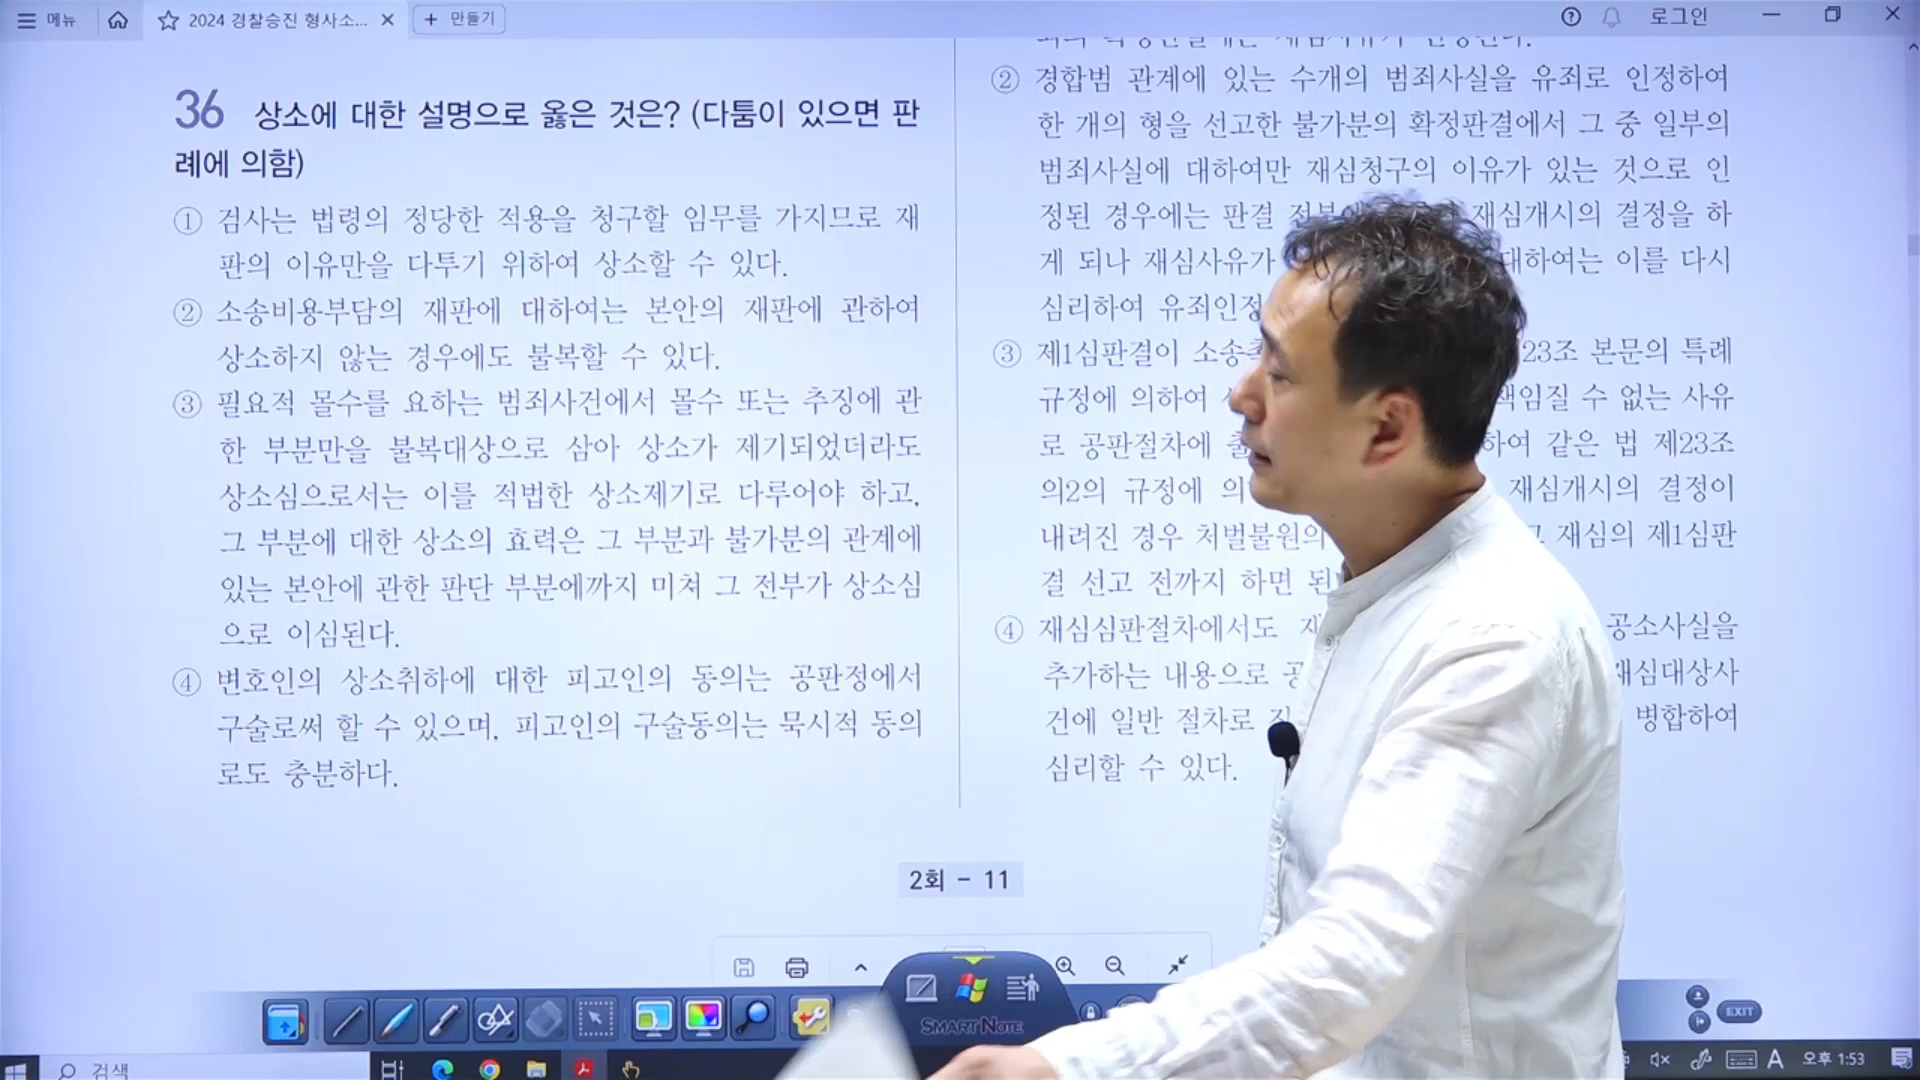 메뉴
2024 경찰승진 형사소...
만들기
로그인
36 상소에 대한 설명으로 옳은 것은? (다툼이 있으면 판
례에 의함)
① 검사는 법령의 정당한 적용을 청구할 임무를 가지므로 재
판의 이유만을 다투기 위하여 상소할 수 있다.
② 소송비용부담의 재판에 대하여는 본안의 재판에 관하여
상소하지 않는 경우에도 불복할 수 있다.
③ 필요적 몰수를 요하는 범죄사건에서 몰수 또는 추징에 관
한 부분만을 불복대상으로 삼아 상소가 제기되었더라도
상소심으로서는 이를 적법한 상소제기로 다루어야 하고,
그 부분에 대한 상소의 효력은 그 부분과 불가분의 관계에
있는 본안에 관한 판단 부분에까지 미쳐 그 전부가 상소심
으로 이심된다.
④ 변호인의 상소취하에 대한 피고인의 동의는 공판정에서
구술로써 할 수 있으며, 피고인의 구술동의는 묵시적 동의
로도 충분하다.
② 경합범 관계에 있는 수개의 범죄사실을 유죄로 인정하여
한 개의 형을 선고한 불가분의 확정판결에서 그 중 일부의
범죄사실에 대하여만 재심청구의 이유가 있는 것으로 인
정된 경우에는 판결 재심개시의 결정을 하
게 되나 재심사유가 대하여는 이를 다시
심리하여 유죄인정
③ 제1심판결이 23조 본문의 특례
규정에 의하여 책임질 수 없는 사유
로 공판절차에 하여 같은 법 제23조
의2의 규정에 재심개시의 결정이
내려진 경우 처벌불원의 재심의 제1심판
결 선고 전까지 하면
④ 재심심판절차에서도 공소사실을
추가하는 내용으로 재심대상사
건에 일반 절차로 병합하여
심리할 수 있다.
2회 - 11
SMART NOTE
EXIT
검색
A 오후 1:53